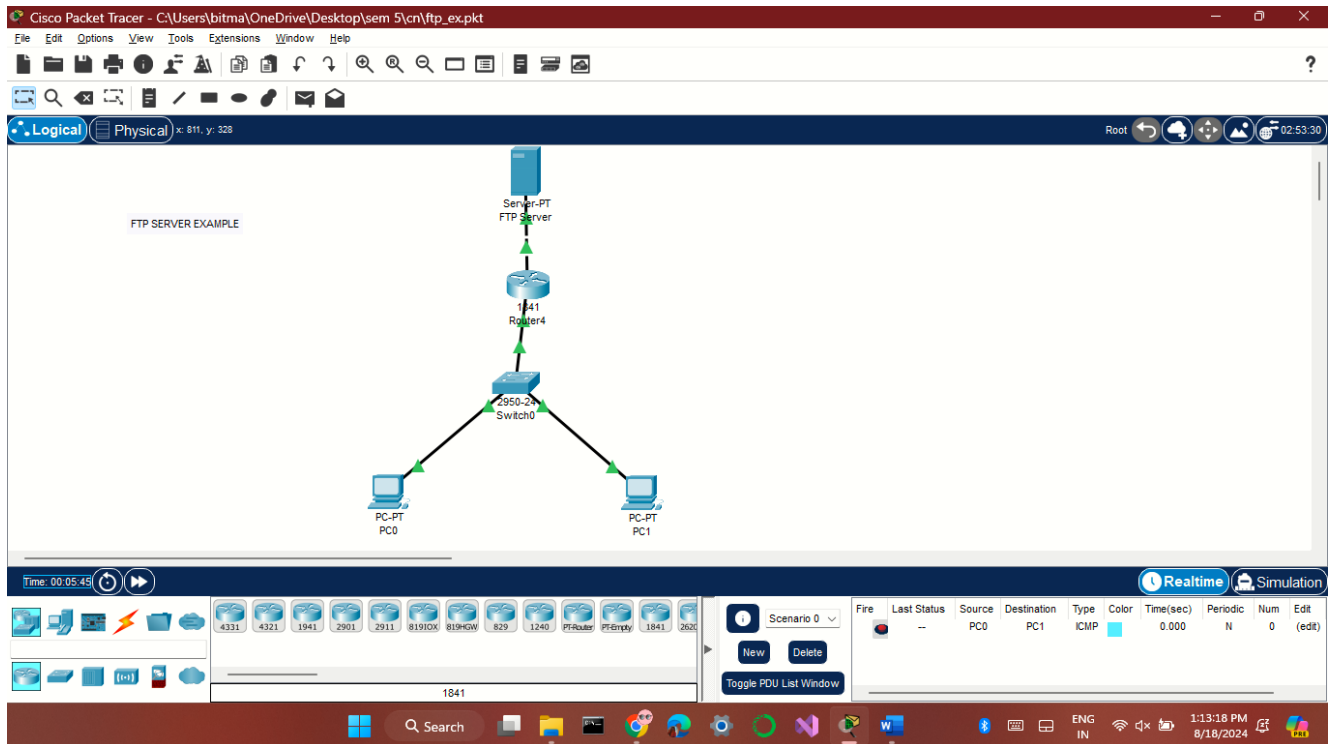 Cisco Packet Tracer - C:\Users\bitma\OneDrive\Desktop\sem 5\cn\ftp_ex.pkt
File Edit Options View Tools Extensions Window Help
?
Logical Physical x: 811, y: 328 Root 02:53:30
FTP SERVER EXAMPLE
Server-PT
FTP Server
1841
Router4
2950-24
Switch0
PC-PT
PC0
PC-PT
PC1
Time: 00:05:45 Realtime Simulation
4331 4321 1941 2901 2911 819IOX 819HGW 829 1240 PT-Router PT-Empty 1841 2620
1841
Scenario 0
New Delete
Toggle PDU List Window
Fire Last Status Source Destination Type Color Time(sec) Periodic Num Edit
-- PC0 PC1 ICMP 0.000 N 0 (edit)
Search
ENG
IN
1:13:18 PM
8/18/2024
PRE